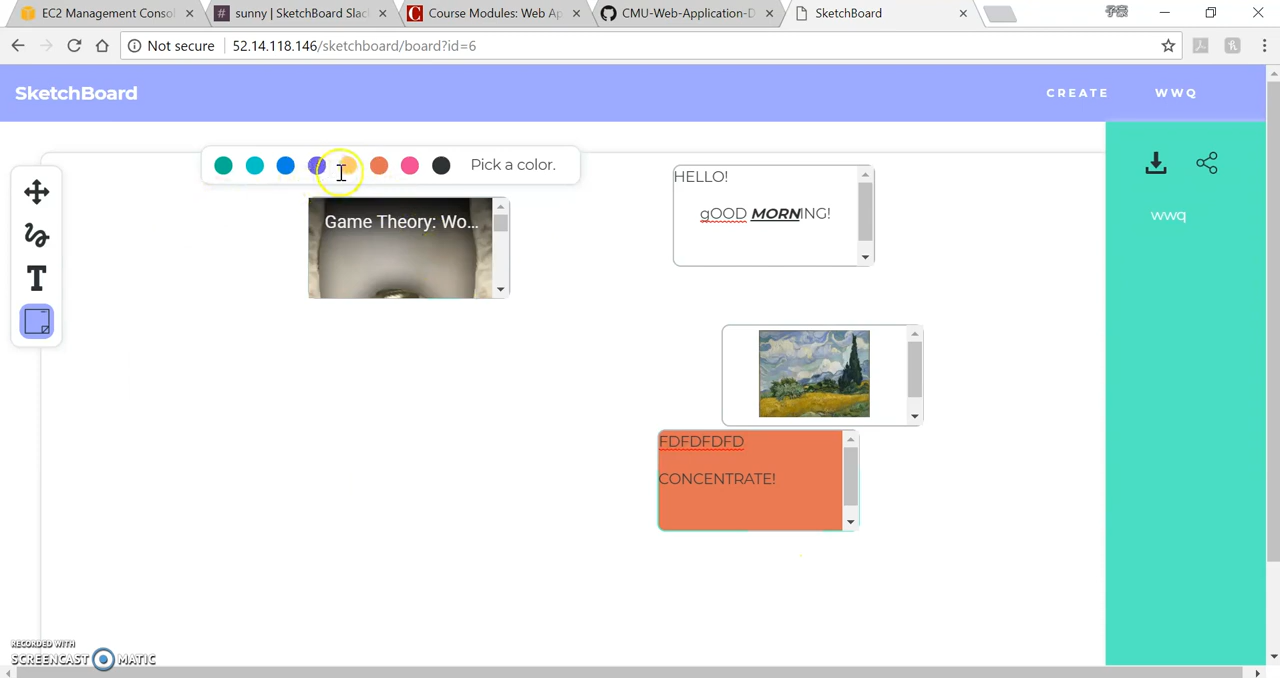 EC2 Management Consol
sunny | SketchBoard Slac
Course Modules: Web Ap
CMU-Web-Application-D
SketchBoard
Not secure
52.14.118.146/sketchboard/board?id=6
SketchBoard
CREATE
WWQ
Pick a color.
Game Theory: Wo...
HELLO!
gOOD MORNING!
wwq
T
FDFDFDFD
CONCENTRATE!
RECORDED WITH
SCREENCAST MATIC